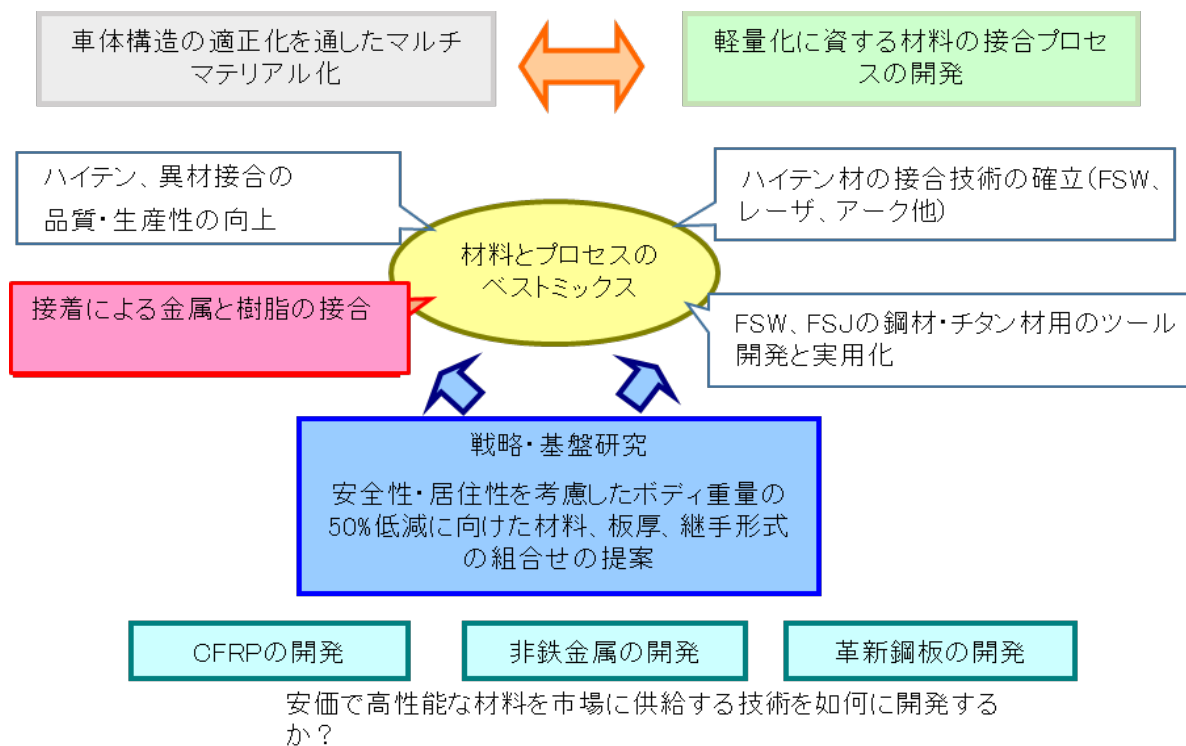 車体構造の適正化を通したマルチ
マテリアル化
軽量化に資する材料の接合プロセ
スの開発
ハイテン、異材接合の
品質・生産性の向上
ハイテン材の接合技術の確立(FSW、
レーザ、アーク他)
材料とプロセスの
ベストミックス
接着による金属と樹脂の接合
FSW、FSJの鋼材・チタン材用のツール
開発と実用化
戦略・基盤研究
安全性・居住性を考慮したボディ重量の
50%低減に向けた材料、板厚、継手形式
の組合せの提案
CFRPの開発
非鉄金属の開発
革新鋼板の開発
安価で高性能な材料を市場に供給する技術を如何に開発する
か？